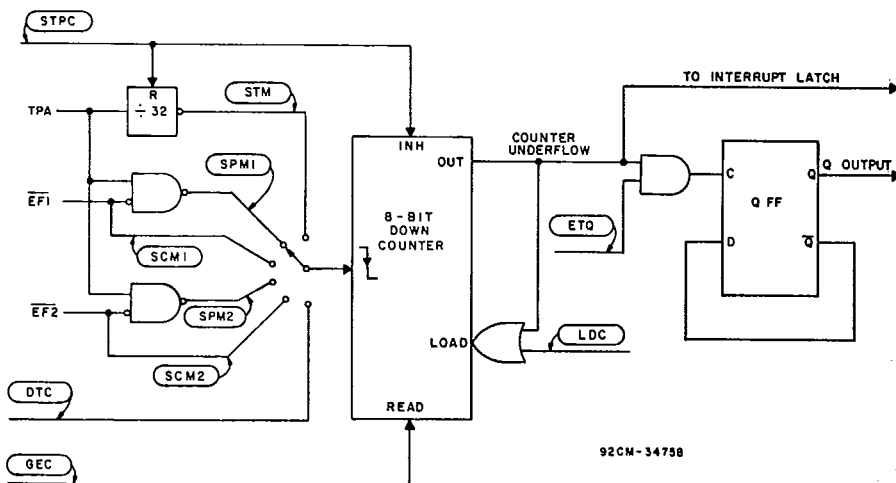 STPC
TO INTERRUPT LATCH
R
÷ 32
STM
TPA
INH
COUNTER
UNDERFLOW
OUT
SPM1
C
Q
Q OUTPUT
EF1
8-BIT
DOWN
COUNTER
Q FF
ETQ
SCM1
D
Q
EF2
SPM2
LOAD
LDC
SCM2
DTC
READ
92CM-34758
GEC